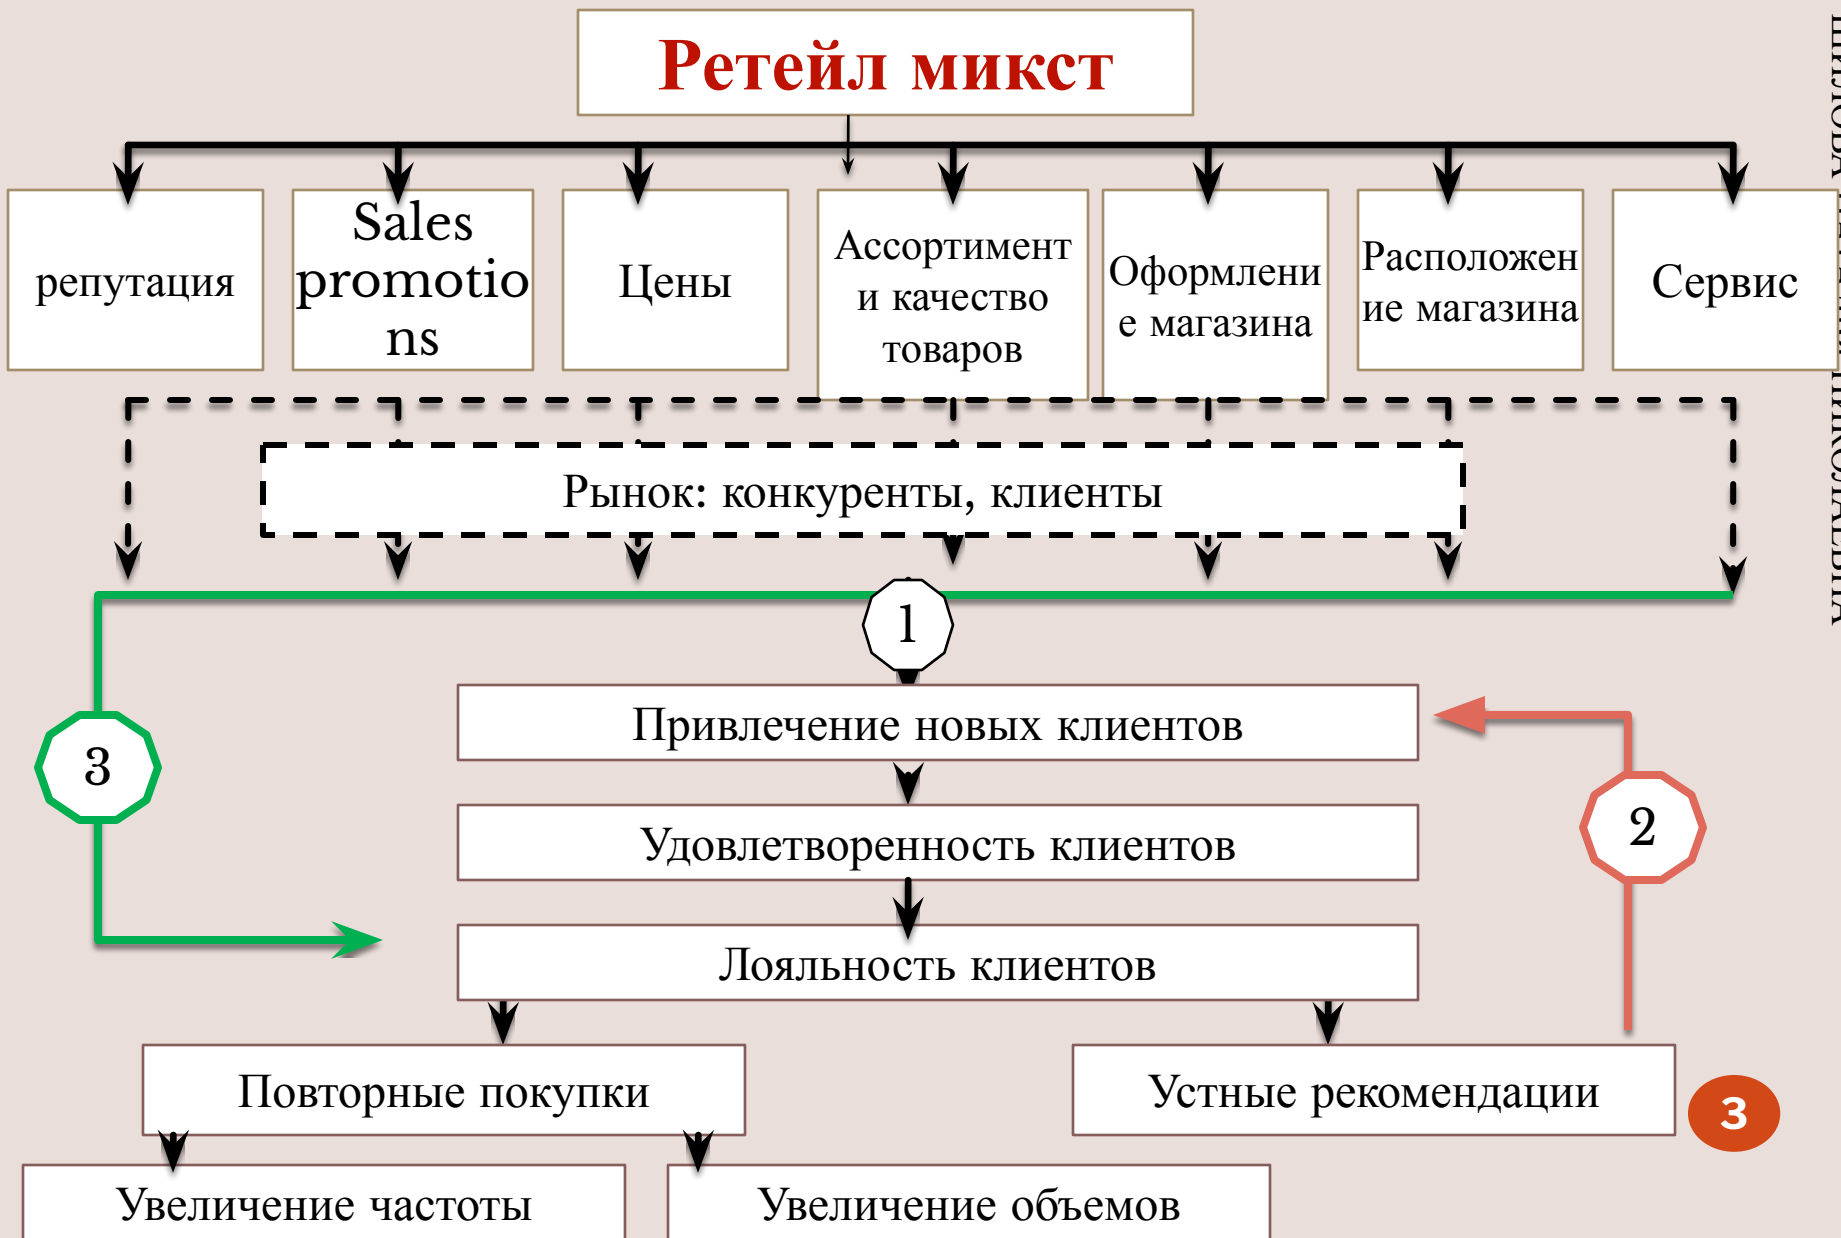 Ретейл микст
репутация
Sales
promotio
ns
Цены
Ассортимент
и качество
товаров
Оформлени
е магазина
Расположен
ие магазина
Сервис
Рынок: конкуренты, клиенты
1
Привлечение новых клиентов
3
2
Удовлетворенность клиентов
Лояльность клиентов
Повторные покупки
Устные рекомендации
3
Увеличение частоты
Увеличение объемов